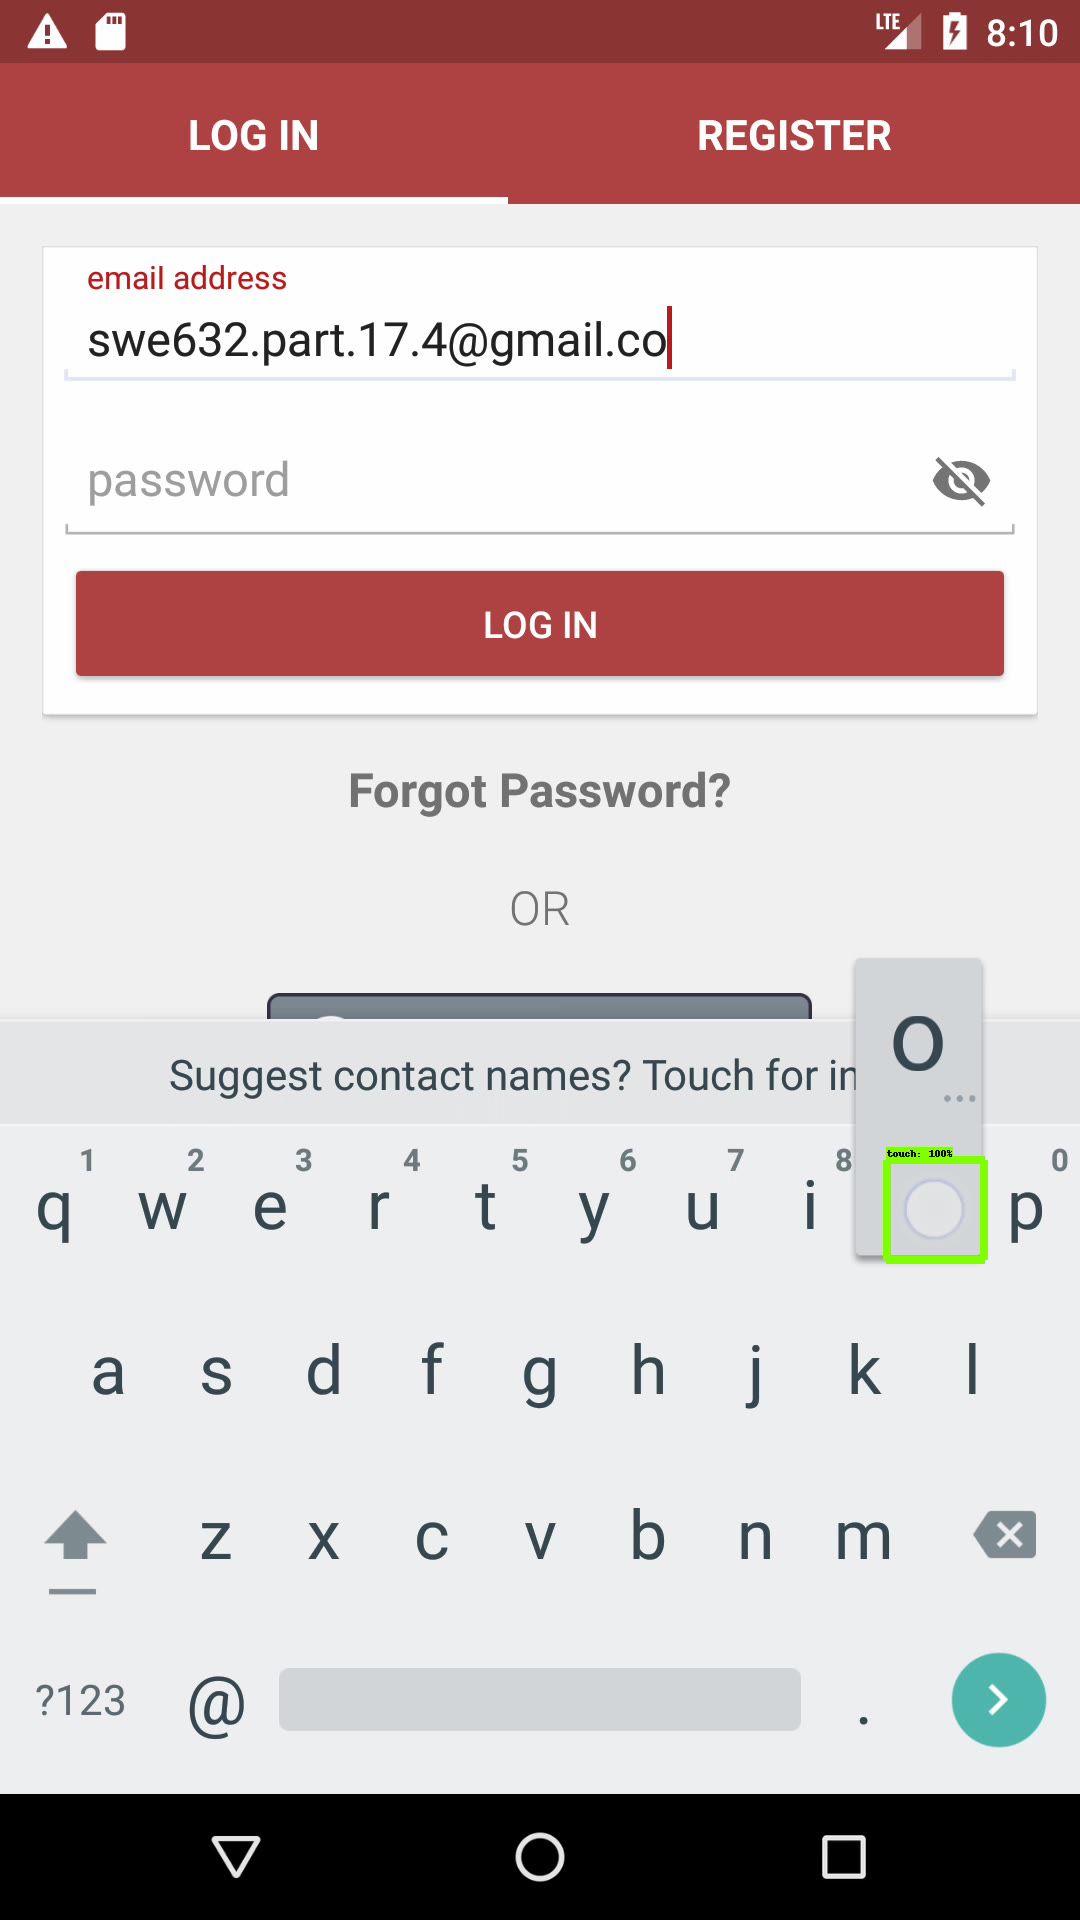 LTE 8:10
LOG IN REGISTER
email address
swe632.part.17.4@gmail.co
password
LOG IN
Forgot Password?
OR
o
Suggest contact names? Touch for in
touch: 100%
1 2 3 4 5 6 7 8 0
q w e r t y u i p
a s d f g h j k l
z x c v b n m
?123 @ .